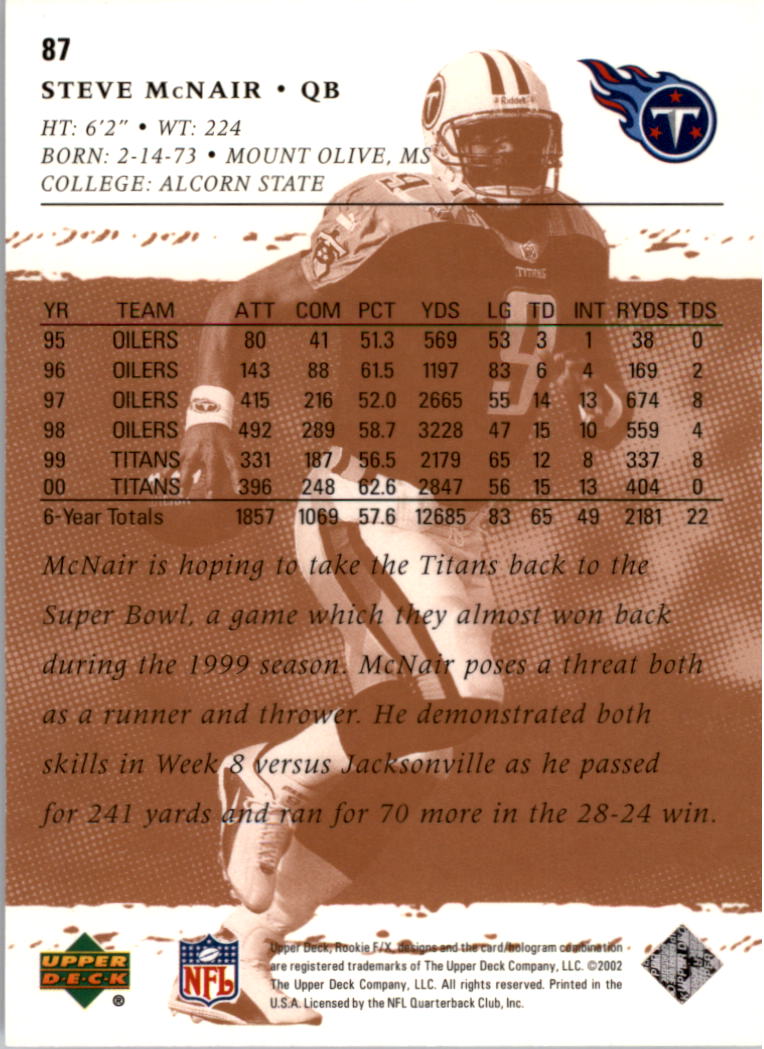 87
STEVE McNAIR • QB
HT: 6'2" • WT: 224
BORN: 2-14-73 • MOUNT OLIVE, MS
COLLEGE: ALCORN STATE
Riddell
T
TITANS
9
YR TEAM ATT COM PCT YDS LG TD INT RYDS TDS
95 OILERS 80 41 51.3 569 53 3 1 38 0
96 OILERS 143 88 61.5 1197 83 6 4 169 2
97 OILERS 415 216 52.0 2665 55 14 13 674 8
98 OILERS 492 289 58.7 3228 47 15 10 559 4
99 TITANS 331 187 56.5 2179 65 12 8 337 8
00 TITANS 396 248 62.6 2847 56 15 13 404 0
6-Year Totals 1857 1069 57.6 12685 83 65 49 2181 22
McNair is hoping to take the Titans back to the
Super Bowl, a game which they almost won back
during the 1999 season. McNair poses a threat both
as a runner and thrower. He demonstrated both
skills in Week 8 versus Jacksonville as he passed
for 241 yards and ran for 70 more in the 28-24 win.
UPPER
D•E•C•K
®
NFL
Upper Deck, Rookie F/X, designs and the card/hologram combination
are registered trademarks of The Upper Deck Company, LLC. ©2002
The Upper Deck Company, LLC. All rights reserved. Printed in the
U.S.A. Licensed by the NFL Quarterback Club, Inc.